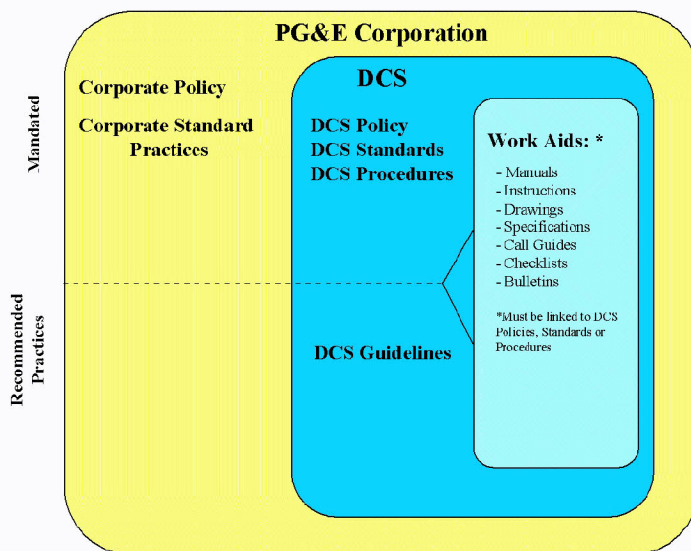 PG&E Corporation
DCS
Corporate Policy
Corporate Standard
Practices
DCS Policy
DCS Standards
DCS Procedures
Work Aids: *
- Manuals
- Instructions
- Drawings
- Specifications
- Call Guides
- Checklists
- Bulletins
*Must be linked to DCS
Policies, Standards or
Procedures
DCS Guidelines
Mandated
Recommended
Practices